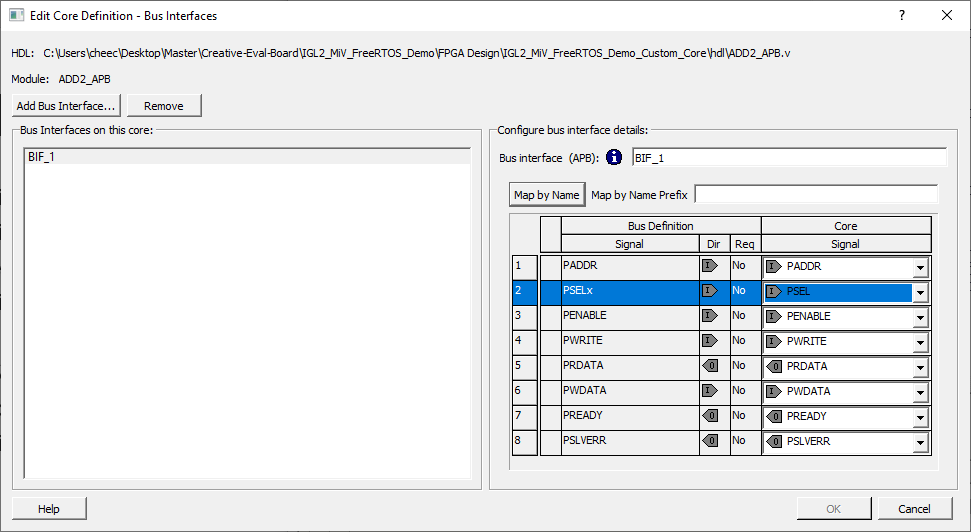 Edit Core Definition - Bus Interfaces
HDL: C:\Users\cheec\Desktop\Master\Creative-Eval-Board\IGL2_MiV_FreeRTOS_Demo\FPGA Design\IGL2_MiV_FreeRTOS_Demo_Custom_Core\hdl\ADD2_APB.v
Module: ADD2_APB
Add Bus Interface... Remove
Bus Interfaces on this core: Configure bus interface details:
BIF_1 Bus interface (APB): i BIF_1
Map by Name Map by Name Prefix
Bus Definition Core
Signal Dir Req Signal
1 PADDR I No I PADDR
2 PSELx I No I PSEL
3 PENABLE I No I PENABLE
4 PWRITE I No I PWRITE
5 PRDATA O No O PRDATA
6 PWDATA I No I PWDATA
7 PREADY O No O PREADY
8 PSLVERR O No O PSLVERR
Help OK Cancel